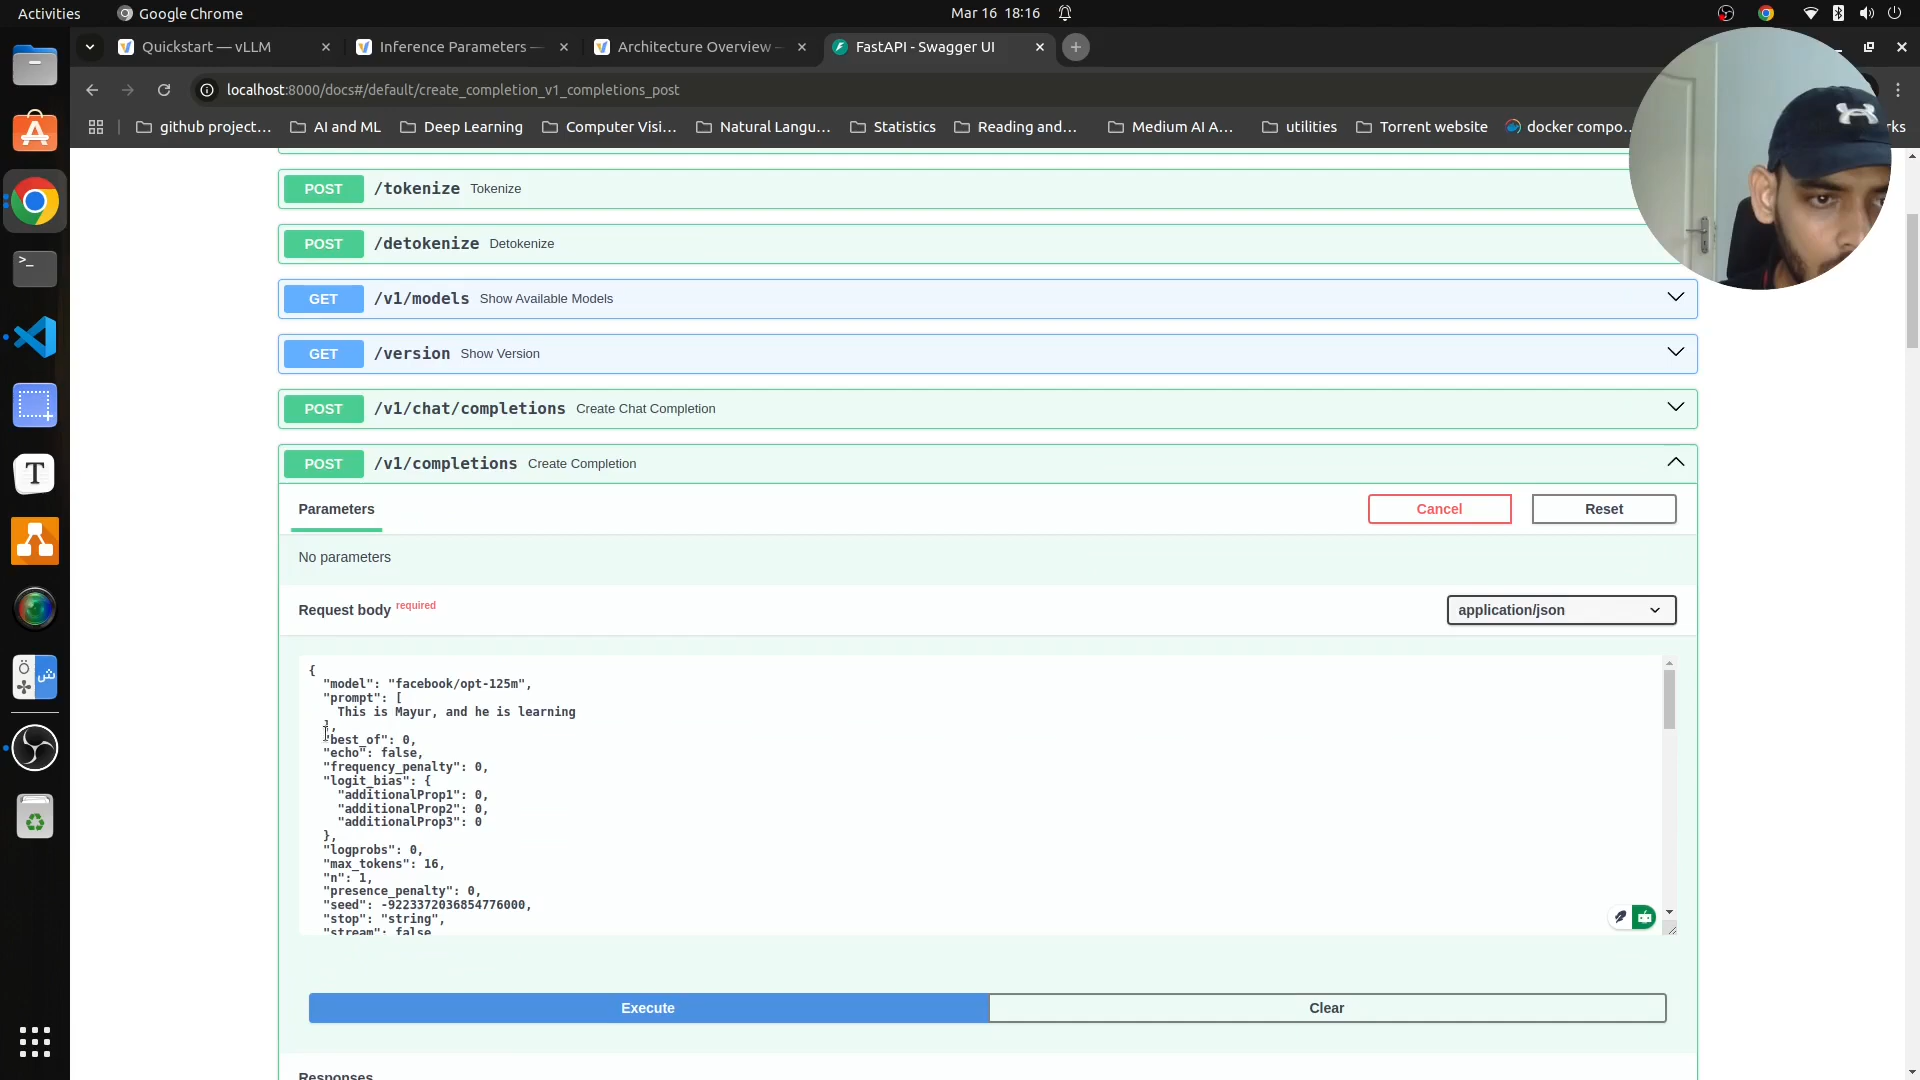 Activities
Google Chrome
Mar 16 18:16
Quickstart — vLLM
Inference Parameters —
Architecture Overview -
FastAPI - Swagger UI
localhost:8000/docs#/default/create_completion_v1_completions_post
github project...
AI and ML
Deep Learning
Computer Visi...
Natural Langu...
Statistics
Reading and...
Medium AI A...
utilities
Torrent website
docker compo...
rks
POST /tokenize Tokenize
POST /detokenize Detokenize
GET /v1/models Show Available Models
GET /version Show Version
POST /v1/chat/completions Create Chat Completion
POST /v1/completions Create Completion
Parameters
Cancel
Reset
No parameters
Request body required
application/json
{
"model": "facebook/opt-125m",
"prompt": [
This is Mayur, and he is learning
],
"best_of": 0,
"echo": false,
"frequency_penalty": 0,
"logit_bias": {
"additionalProp1": 0,
"additionalProp2": 0,
"additionalProp3": 0
},
"logprobs": 0,
"max_tokens": 16,
"n": 1,
"presence_penalty": 0,
"seed": -9223372036854776000,
"stop": "string",
"stream": false
Execute
Clear
Responses